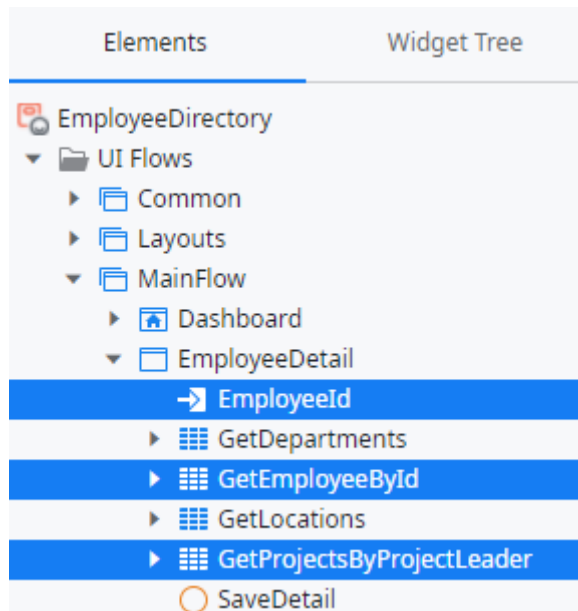 Elements Widget Tree
EmployeeDirectory
UI Flows
Common
Layouts
MainFlow
Dashboard
EmployeeDetail
EmployeeId
GetDepartments
GetEmployeeById
GetLocations
GetProjectsByProjectLeader
SaveDetail